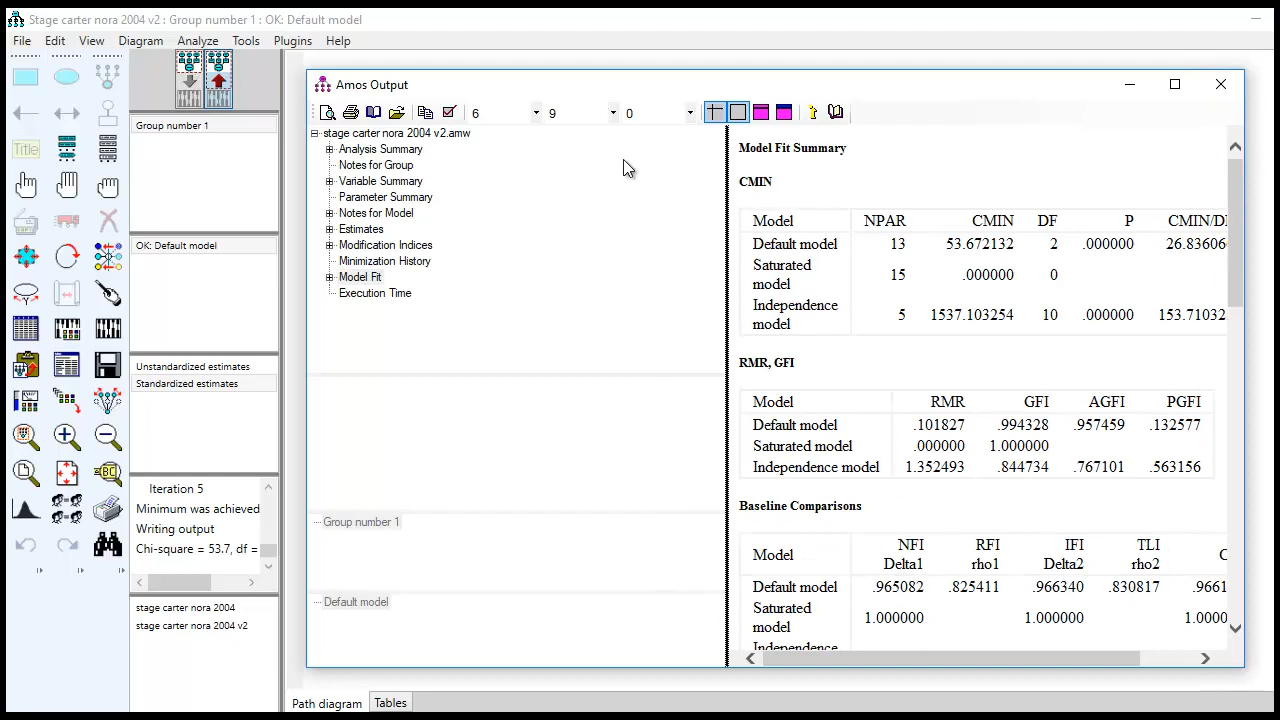 Stage carter nora 2004 v2 : Group number 1 : OK: Default model
File Edit View Diagram Analyze Tools Plugins Help
Title
Group number 1
OK: Default model
Unstandardized estimates
Standardized estimates
Iteration 5
Minimum was achieved
Writing output
Chi-square = 53.7, df =
stage carter nora 2004
stage carter nora 2004 v2
Path diagram Tables
Amos Output
6 9 0
stage carter nora 2004 v2.amw
Analysis Summary
Notes for Group
Variable Summary
Parameter Summary
Notes for Model
Estimates
Modification Indices
Minimization History
Model Fit
Execution Time
Group number 1
Default model
Model Fit Summary
CMIN
Model NPAR CMIN DF P CMIN/DF
Default model 13 53.672132 2 .000000 26.836066
Saturated model 15 .000000 0
Independence model 5 1537.103254 10 .000000 153.71032
RMR, GFI
Model RMR GFI AGFI PGFI
Default model .101827 .994328 .957459 .132577
Saturated model .000000 1.000000
Independence model 1.352493 .844734 .767101 .563156
Baseline Comparisons
Model NFI Delta1 RFI rho1 IFI Delta2 TLI rho2 C
Default model .965082 .825411 .966340 .830817 .9661
Saturated model 1.000000 1.000000 1.0000
Independence